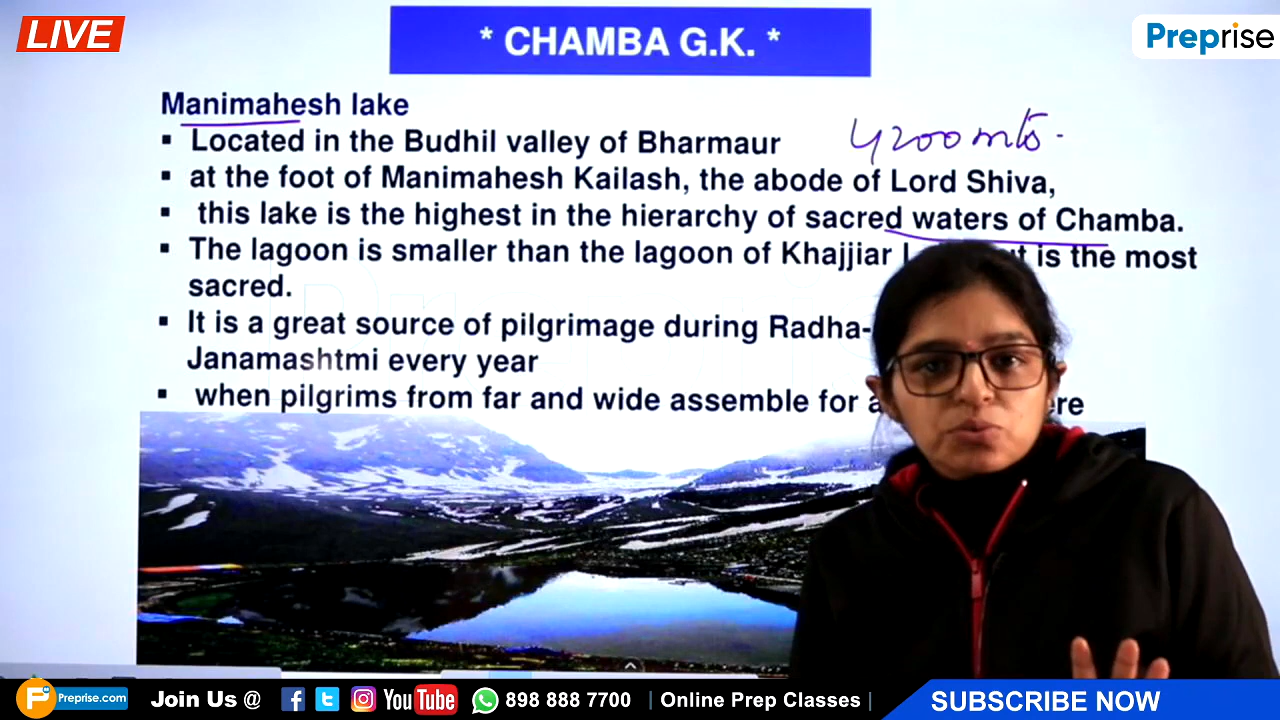 LIVE
* CHAMBA G.K. *
Preprise
Manimahesh lake
▪ Located in the Budhil valley of Bharmaur
4200 mts.
▪ at the foot of Manimahesh Kailash, the abode of Lord Shiva,
▪ this lake is the highest in the hierarchy of sacred waters of Chamba.
▪ The lagoon is smaller than the lagoon of Khajjiar is the most
sacred.
▪ It is a great source of pilgrimage during Radha-
Janamashtmi every year
▪ when pilgrims from far and wide assemble for
Preprise.com Join Us @ You Tube 898 888 7700 | Online Prep Classes | SUBSCRIBE NOW